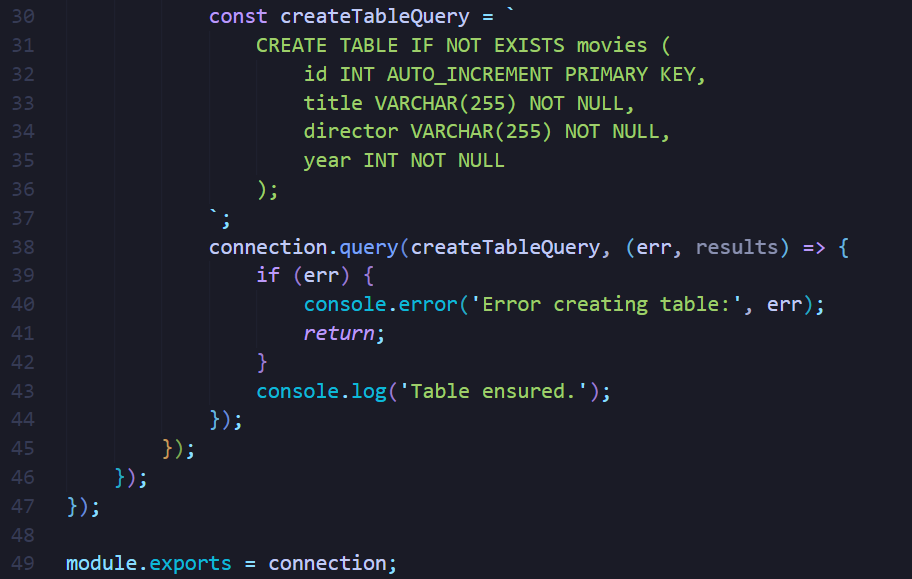 30 const createTableQuery = `
31 CREATE TABLE IF NOT EXISTS movies (
32 id INT AUTO_INCREMENT PRIMARY KEY,
33 title VARCHAR(255) NOT NULL,
34 director VARCHAR(255) NOT NULL,
35 year INT NOT NULL
36 );
37 `;
38 connection.query(createTableQuery, (err, results) => {
39 if (err) {
40 console.error('Error creating table:', err);
41 return;
42 }
43 console.log('Table ensured.');
44 });
45 });
46 });
47 });
48
49 module.exports = connection;